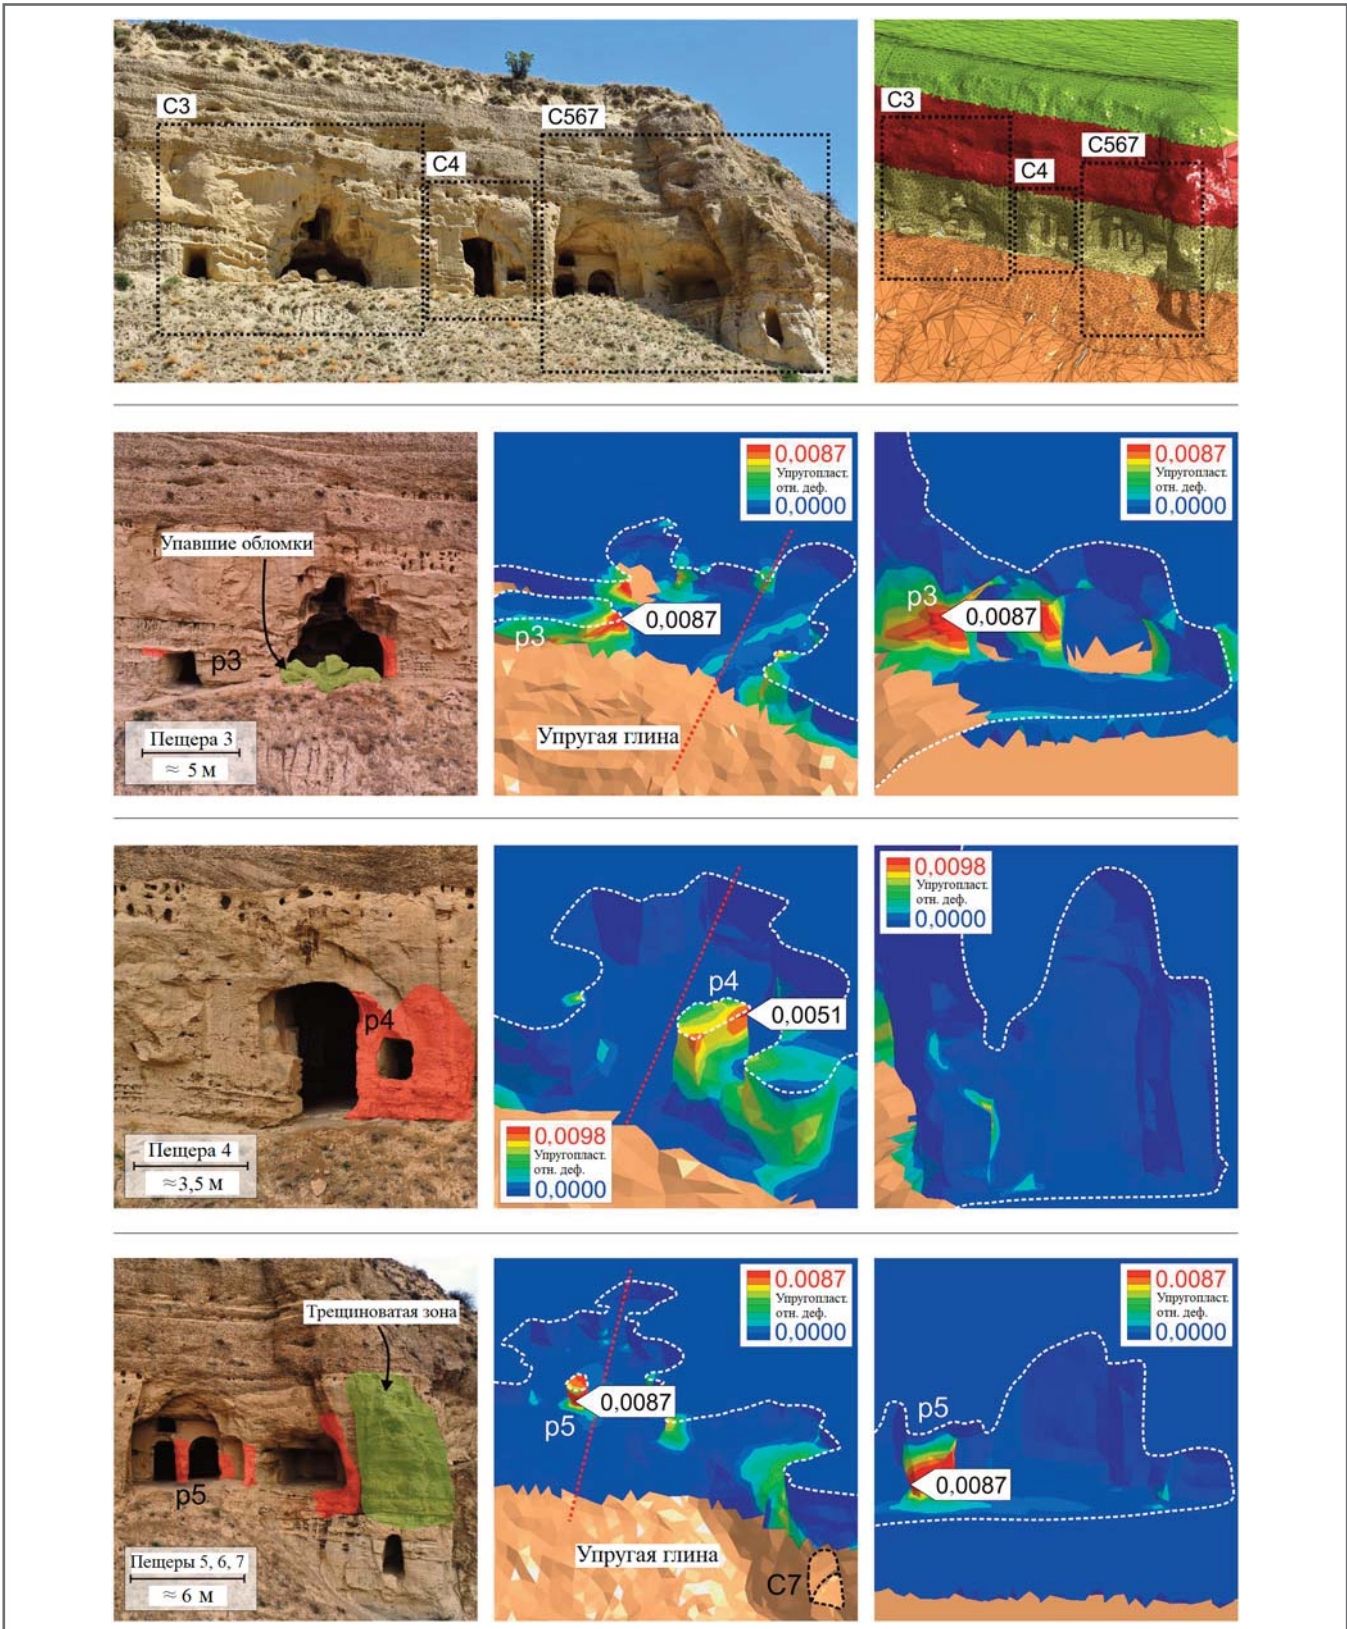 C3
C4
C567
C3
C4
C567
Упавшие обломки
p3
Пещера 3
≈ 5 м
0,0087
Упругопласт.
отн. деф.
0,0000
0,0087
p3
Упругая глина
0,0087
Упругопласт.
отн. деф.
0,0000
p3
0,0087
p4
Пещера 4
≈3,5 м
p4
0,0051
0,0098
Упругопласт.
отн. деф.
0,0000
0,0098
Упругопласт.
отн. деф.
0,0000
Трещиноватая зона
p5
Пещеры 5, 6, 7
≈ 6 м
0.0087
Упругопласт.
отн. деф.
0,0000
0,0087
p5
Упругая глина
C7
0.0087
Упругопласт.
отн. деф.
0,0000
p5
0,0087